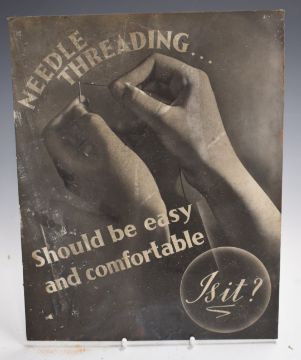 NEEDLE
THREADING...
Should be easy
and comfortable
Is it?